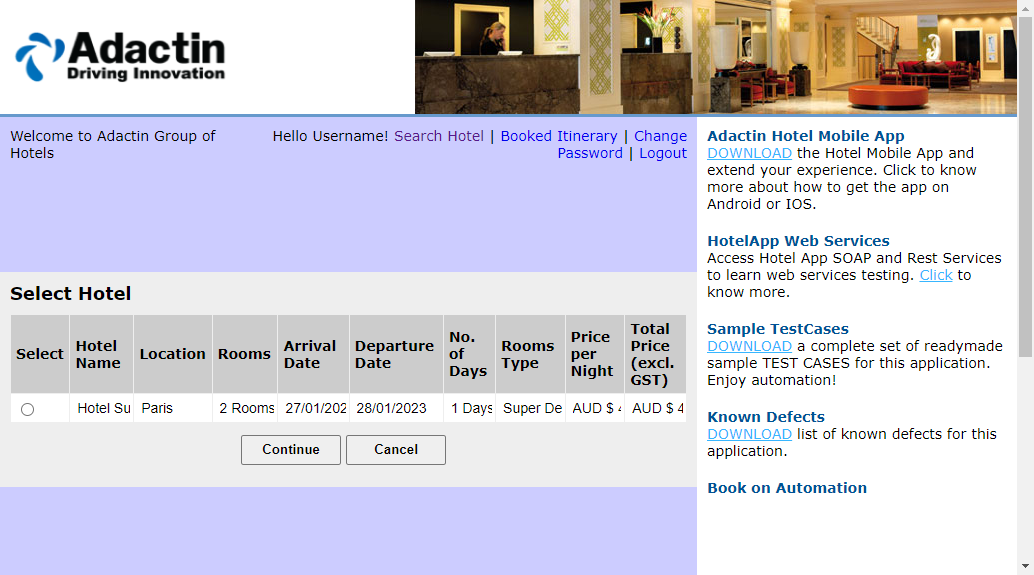 Adactin
Driving Innovation
Welcome to Adactin Group of
Hotels
Hello Username! Search Hotel | Booked Itinerary | Change
Password | Logout
Select Hotel
Select
Hotel
Name
Location
Rooms
Arrival
Date
Departure
Date
No.
of
Days
Rooms
Type
Price
per
Night
Total
Price
(excl.
GST)
Hotel Su
Paris
2 Rooms
27/01/202
28/01/2023
1 Days
Super De
AUD $
AUD $ 4
Continue
Cancel
Adactin Hotel Mobile App
DOWNLOAD the Hotel Mobile App and
extend your experience. Click to know
more about how to get the app on
Android or IOS.
HotelApp Web Services
Access Hotel App SOAP and Rest Services
to learn web services testing. Click to
know more.
Sample TestCases
DOWNLOAD a complete set of readymade
sample TEST CASES for this application.
Enjoy automation!
Known Defects
DOWNLOAD list of known defects for this
application.
Book on Automation